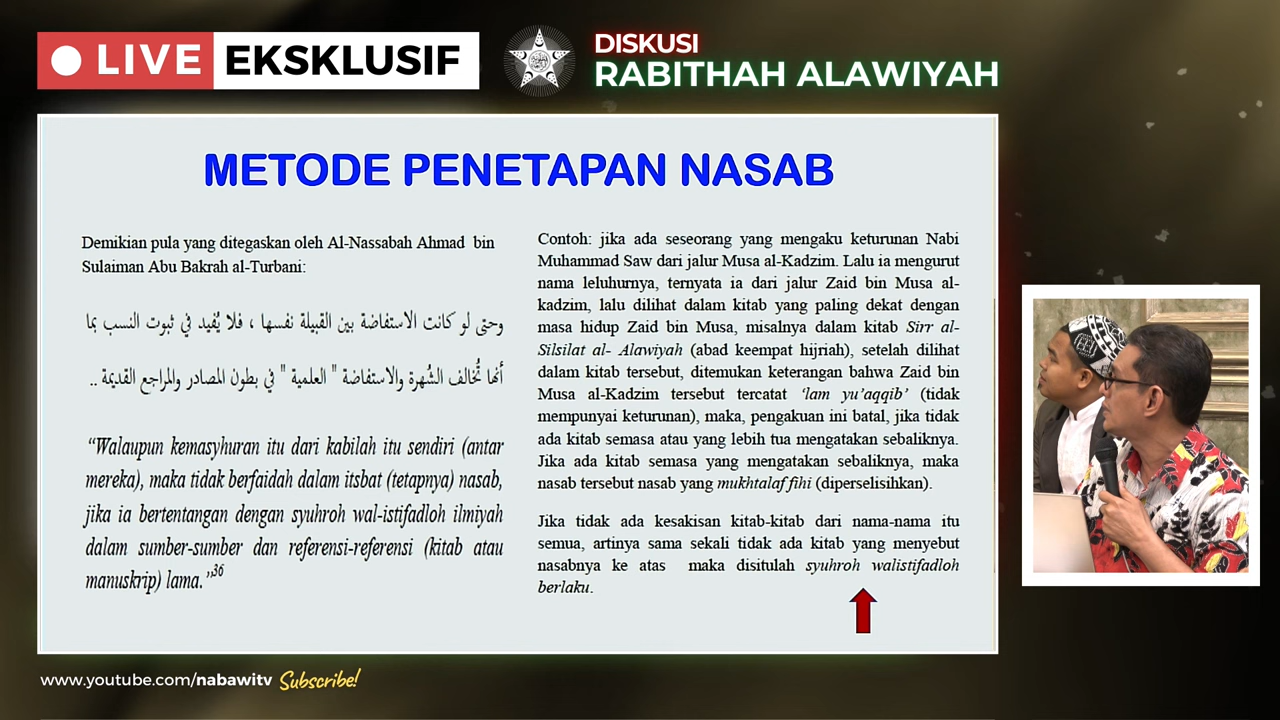 LIVE EKSKLUSIF
DISKUSI
RABITHAH ALAWIYAH
METODE PENETAPAN NASAB
Demikian pula yang ditegaskan oleh Al-Nassabah Ahmad bin
Sulaiman Abu Bakrah al-Turbani:
وحتى لو كانت الاستفاضة بين القبيلة نفسها ، فلا يُفيد في ثبوت النسب بما
أنها تُخالف الشُهرة والاستفاضة " العلمية " في بطون المصادر والمراجع القديمة ..
“Walaupun kemasyhuran itu dari kabilah itu sendiri (antar
mereka), maka tidak berfaidah dalam itsbat (tetapnya) nasab,
jika ia bertentangan dengan syuhroh wal-istifadloh ilmiyah
dalam sumber-sumber dan referensi-referensi (kitab atau
manuskrip) lama.”36
Contoh: jika ada seseorang yang mengaku keturunan Nabi
Muhammad Saw dari jalur Musa al-Kadzim. Lalu ia mengurut
nama leluhurnya, ternyata ia dari jalur Zaid bin Musa al-
kadzim, lalu dilihat dalam kitab yang paling dekat dengan
masa hidup Zaid bin Musa, misalnya dalam kitab Sirr al-
Silsilat al- Alawiyah (abad keempat hijriah), setelah dilihat
dalam kitab tersebut, ditemukan keterangan bahwa Zaid bin
Musa al-Kadzim tersebut tercatat ‘lam yu’aqqib’ (tidak
mempunyai keturunan), maka, pengakuan ini batal, jika tidak
ada kitab semasa atau yang lebih tua mengatakan sebaliknya.
Jika ada kitab semasa yang mengatakan sebaliknya, maka
nasab tersebut nasab yang mukhtalaf fihi (diperselisihkan).
Jika tidak ada kesakisan kitab-kitab dari nama-nama itu
semua, artinya sama sekali tidak ada kitab yang menyebut
nasabnya ke atas maka disitulah syuhroh walistifadloh
berlaku.
www.youtube.com/nabawitv Subscribe!